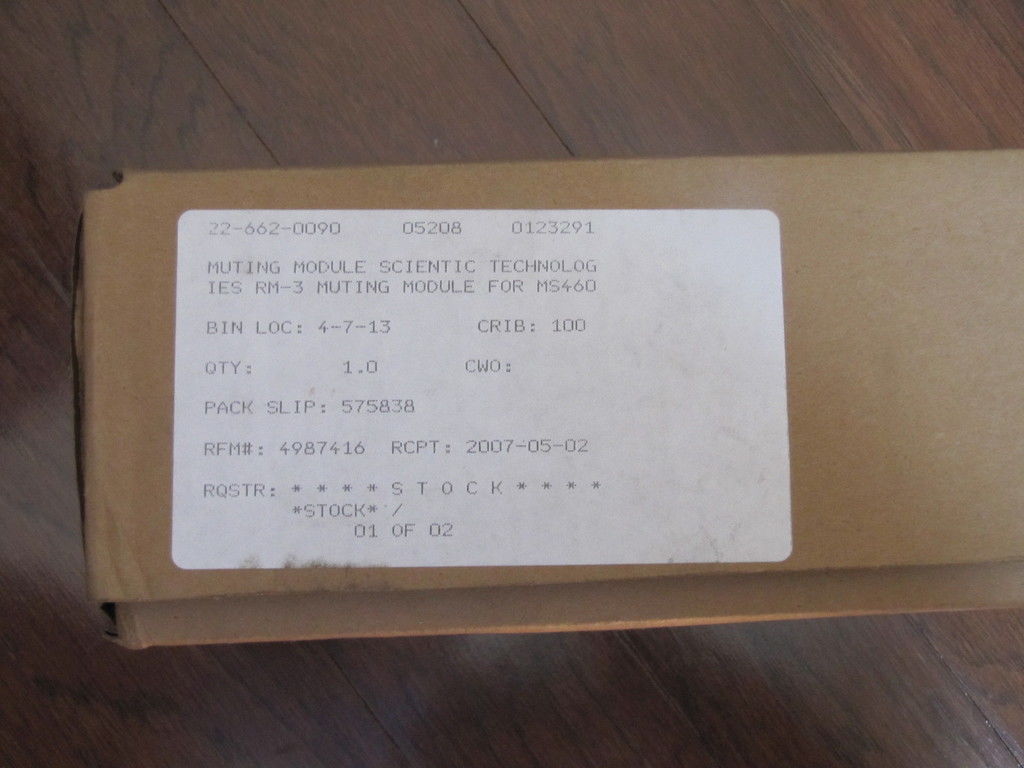 22-662-0090 05208 0123291
MUTING MODULE SCIENTIC TECHNOLOG
IES RM-3 MUTING MODULE FOR MS460
BIN LOC: 4-7-13 CRIB: 100
QTY: 1.0 CWO:
PACK SLIP: 575838
RFM#: 4987416 RCPT: 2007-05-02
RQSTR: * * * * S T O C K * * * *
*STOCK* /
01 OF 02